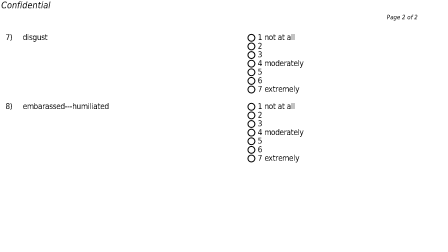 Confidential
Page 2 of 2
7) disgust
1 not at all
2
3
4 moderately
5
6
7 extremely
8) embarassed---humiliated
1 not at all
2
3
4 moderately
5
6
7 extremely